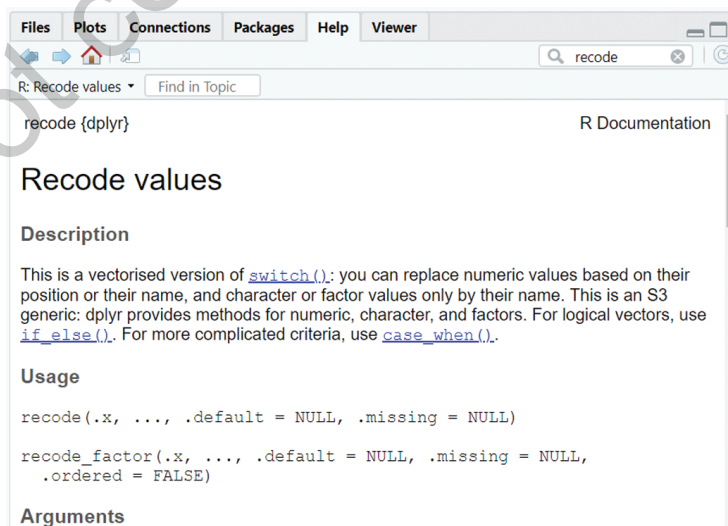 Files Plots Connections Packages Help Viewer
recode
R: Recode values Find in Topic
recode {dplyr} R Documentation
Recode values
Description
This is a vectorised version of switch(): you can replace numeric values based on their
position or their name, and character or factor values only by their name. This is an S3
generic: dplyr provides methods for numeric, character, and factors. For logical vectors, use
if_else(). For more complicated criteria, use case_when().
Usage
recode(.x, ..., .default = NULL, .missing = NULL)
recode_factor(.x, ..., .default = NULL, .missing = NULL,
.ordered = FALSE)
Arguments